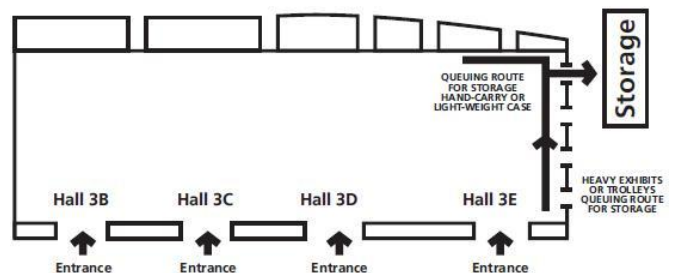 QUEUING ROUTE
FOR STORAGE
HAND-CARRY OR
LIGHT-WEIGHT CASE
Storage
HEAVY EXHIBITS
OR TROLLEYS
QUEUING ROUTE
FOR STORAGE
Hall 3B
Hall 3C
Hall 3D
Hall 3E
Entrance
Entrance
Entrance
Entrance